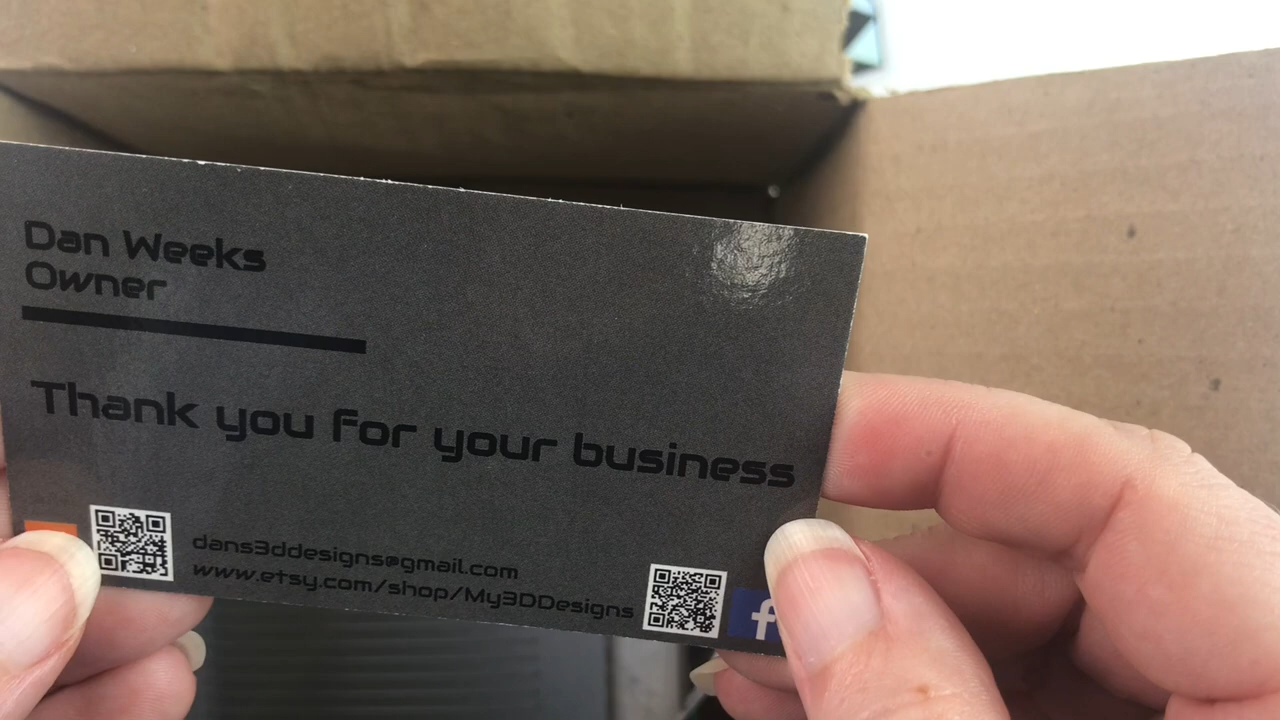 Dan Weeks
Owner
Thank you for your business
dans3ddesigns@gmail.com
www.etsy.com/shop/My3DDesigns
f